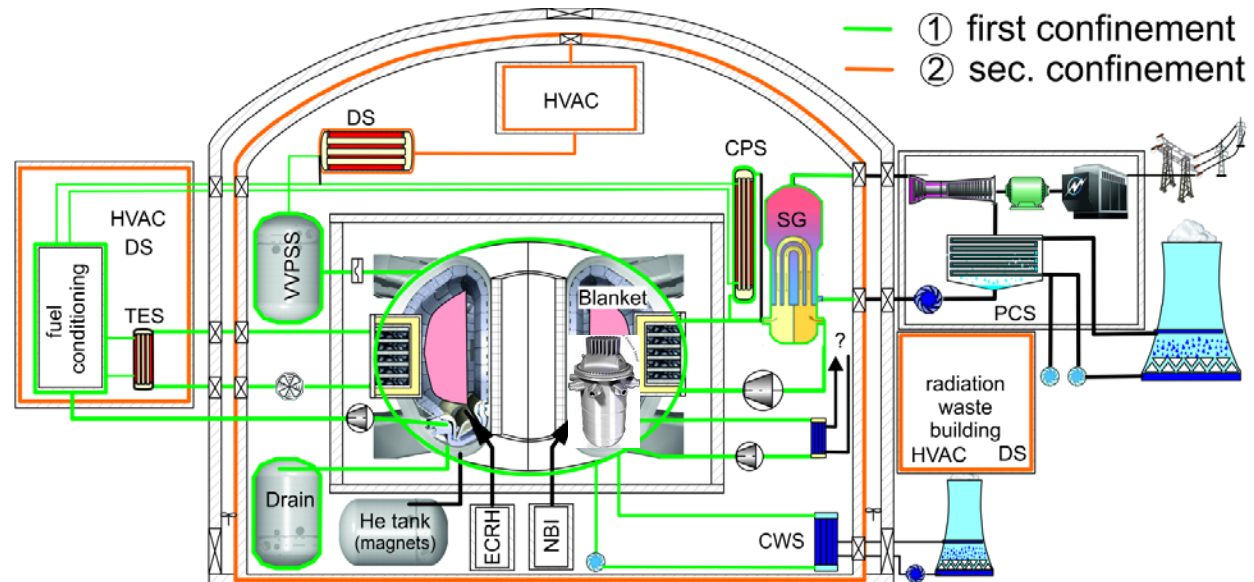 ① first confinement
② sec. confinement
HVAC
DS
CPS
HVAC
DS
SG
VVPSS
Blanket
fuel
conditioning
TES
PCS
?
radiation
waste
building
HVAC DS
Drain
He tank
(magnets)
ECRH
NBI
CWS